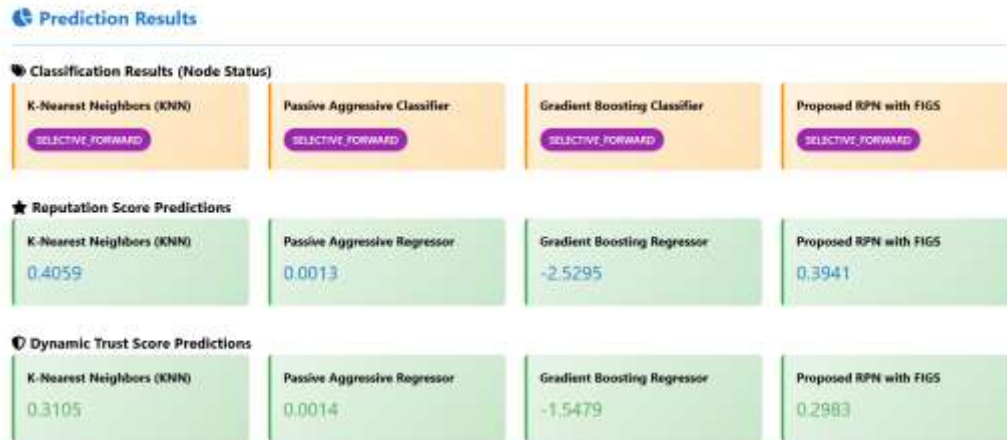 Prediction Results
Classification Results (Node Status)
K-Nearest Neighbors (KNN) Passive Aggressive Classifier Gradient Boosting Classifier Proposed RPN with FIGS
SELECTIVE_FORWARD SELECTIVE_FORWARD SELECTIVE_FORWARD SELECTIVE_FORWARD
Reputation Score Predictions
K-Nearest Neighbors (KNN) Passive Aggressive Regressor Gradient Boosting Regressor Proposed RPN with FIGS
0.4059 0.0013 -2.5295 0.3941
Dynamic Trust Score Predictions
K-Nearest Neighbors (KNN) Passive Aggressive Regressor Gradient Boosting Regressor Proposed RPN with FIGS
0.3105 0.0014 -1.5479 0.2983